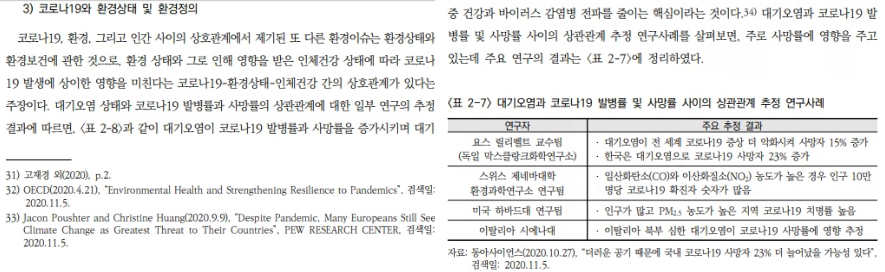 3) 코로나19와 환경상태 및 환경정의
코로나19, 환경, 그리고 인간 사이의 상호관계에서 제기된 또 다른 환경이슈는 환경상태와
환경보건에 관한 것으로, 환경 상태와 그로 인해 영향을 받은 인체건강 상태에 따라 코로나
19 발생에 상이한 영향을 미친다는 코로나19-환경상태-인체건강 간의 상호관계가 있다는
주장이다. 대기오염 상태와 코로나19 발병률과 사망률의 상관관계에 대한 일부 연구의 추정
결과에 따르면, <표 2-8>과 같이 대기오염이 코로나19 발병률과 사망률을 증가시키며 대기
31) 고재경 외(2020), p.2.
32) OECD(2020.4.21), “Environmental Health and Strengthening Resilience to Pandemics”, 검색일:
2020.11.5.
33) Jacon Poushter and Christine Huang(2020.9.9), “Despite Pandemic, Many Europeans Still See
Climate Change as Greatest Threat to Their Countries”, PEW RESEARCH CENTER, 검색일:
2020.11.5.
중 건강과 바이러스 감염병 전파를 줄이는 핵심이라는 것이다.34) 대기오염과 코로나19 발
병률 및 사망률 사이의 상관관계 추정 연구사례를 살펴보면, 주로 사망률에 영향을 주고
있는데 주요 연구의 결과는 <표 2-7>에 정리하였다.
<표 2-7> 대기오염과 코로나19 발병률 및 사망률 사이의 상관관계 추정 연구사례
연구자 주요 추정 결과
요스 릴리벨트 교수팀 · 대기오염이 전 세계 코로나19 증상 더 악화시켜 사망자 15% 증가
(독일 막스플랑크화학연구소) · 한국은 대기오염으로 코로나19 사망자 23% 증가
스위스 제네바대학 · 일산화탄소(CO)와 이산화질소(NO₂) 농도가 높은 경우 인구 10만
환경과학연구소 연구팀 명당 코로나19 확진자 숫자가 많음
미국 하바드대 연구팀 · 인구가 많고 PM₂.₅ 농도가 높은 지역 코로나19 치명률 높음
이탈리아 시에나대 · 이탈리아 북부 심한 대기오염이 코로나19 사망률에 영향 추정
자료: 동아사이언스(2020.10.27), “더러운 공기 때문에 국내 코로나19 사망자 23% 더 늘어났을 가능성 있다”,
검색일: 2020.11.5.